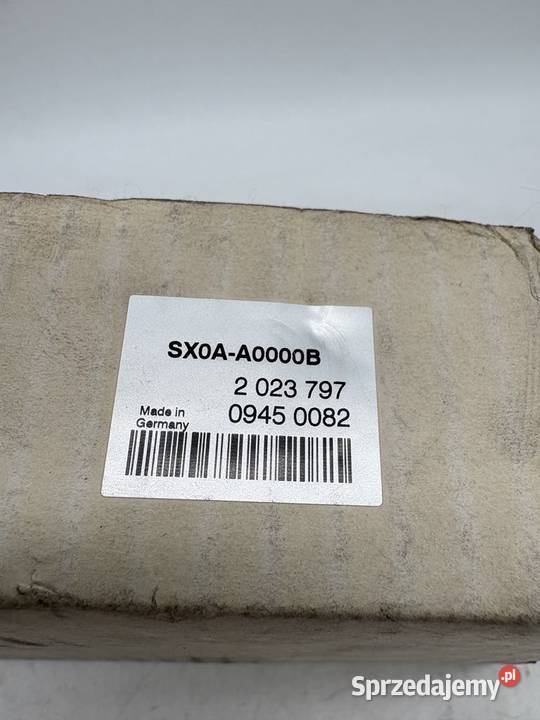 SX0A-A0000B
2 023 797
Made in
Germany
0945 0082
Sprzedajemy.pl